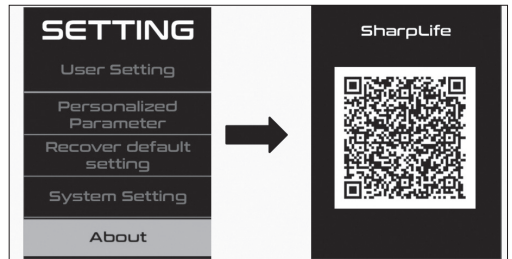 SETTING
User Setting
Personalized
Parameter
Recover default
setting
System Setting
About
SharpLife